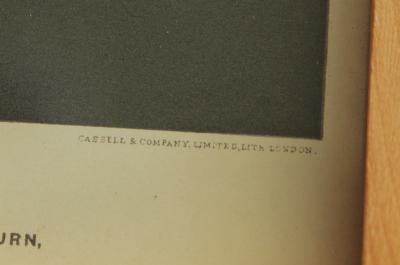 CASSELL & COMPANY, LIMITED, LITH LONDON.
URN,